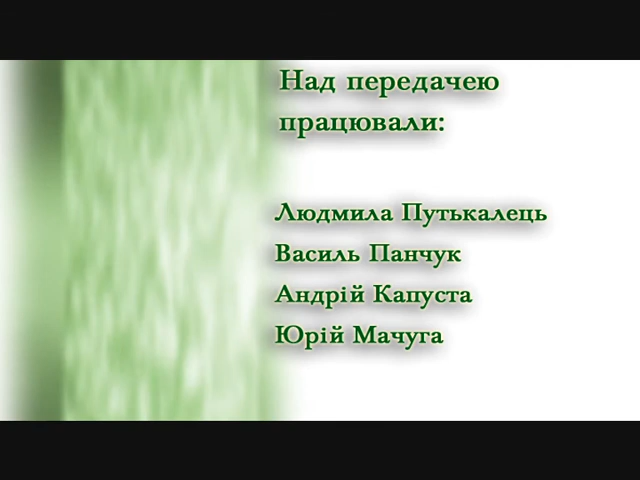 Над передачею
працювали:
Людмила Путькалець
Василь Панчук
Андрій Капуста
Юрій Мачуга